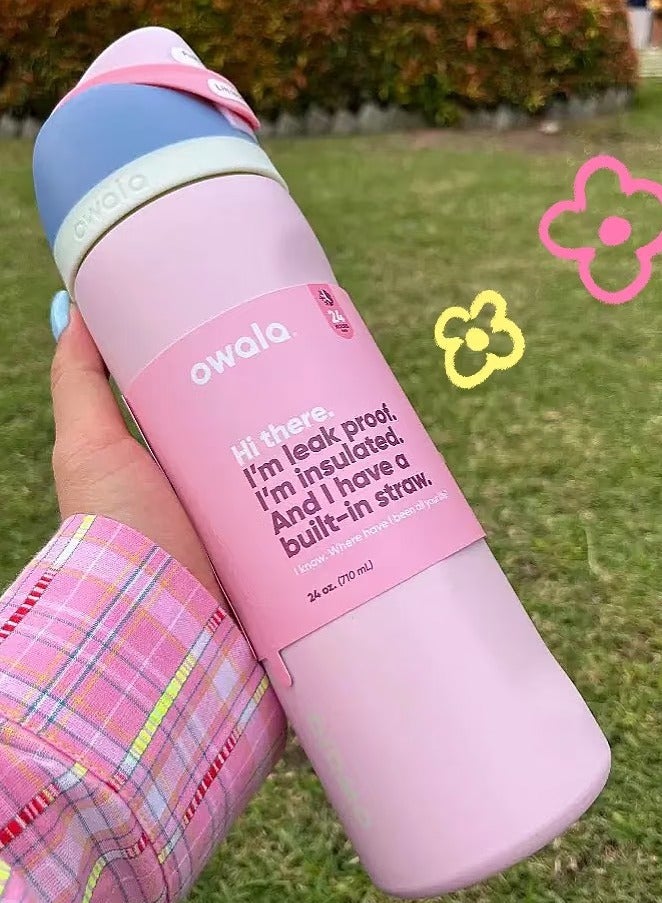 owala
owala
24
Hi there.
I'm leak proof.
I'm insulated.
And I have a
built-in straw.
I know. Where have I been all your life?
24 oz. (710 mL)